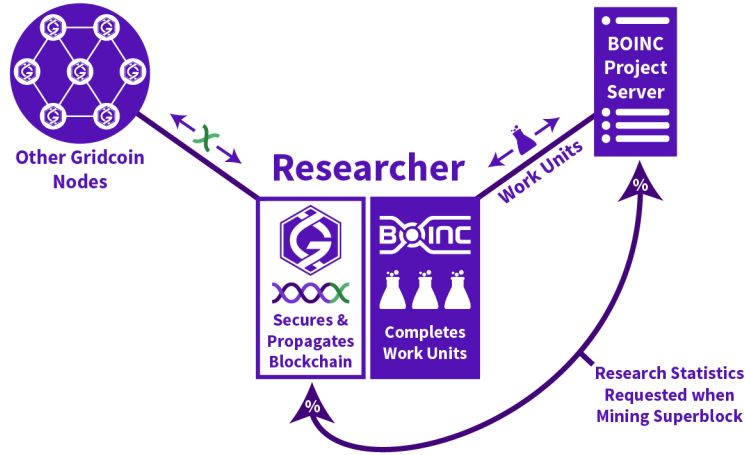 BOINC
Project
Server
Other Gridcoin
Nodes
Researcher
Work Units
%
BOINC
Secures &
Propagates
Blockchain
Completes
Work Units
Research Statistics
Requested when
Mining Superblock
%